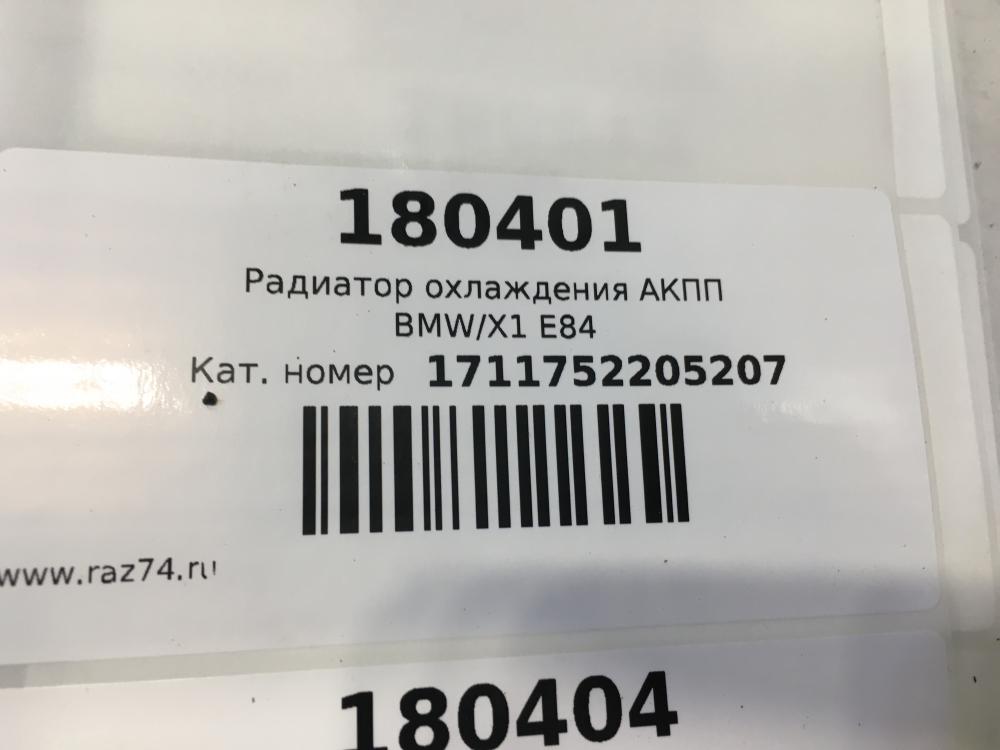 180401
Радиатор охлаждения АКПП
BMW/X1 E84
Кат. номер 1711752205207
www.raz74.ru
180404